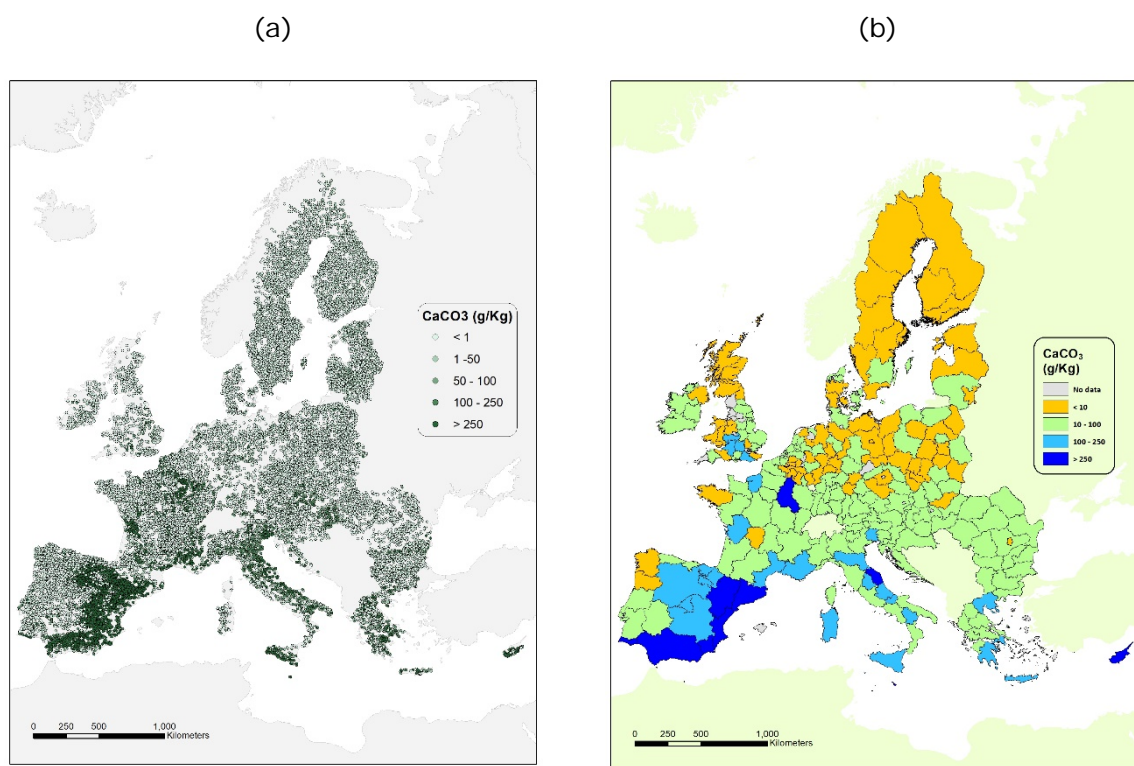 (a)
(b)
CaCO3 (g/Kg)
< 1
1 -50
50 - 100
100 - 250
> 250
0 250 500 1,000
Kilometers
CaCO₃
(g/Kg)
No data
< 10
10 - 100
100 - 250
> 250
0 250 500 1,000
Kilometers